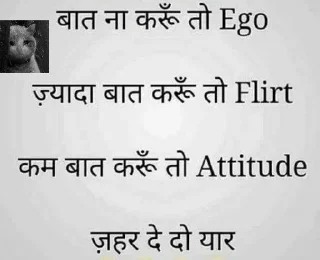 बात ना करूँ तो Ego
ज़्यादा बात करूँ तो Flirt
कम बात करूँ तो Attitude
ज़हर दे दो यार